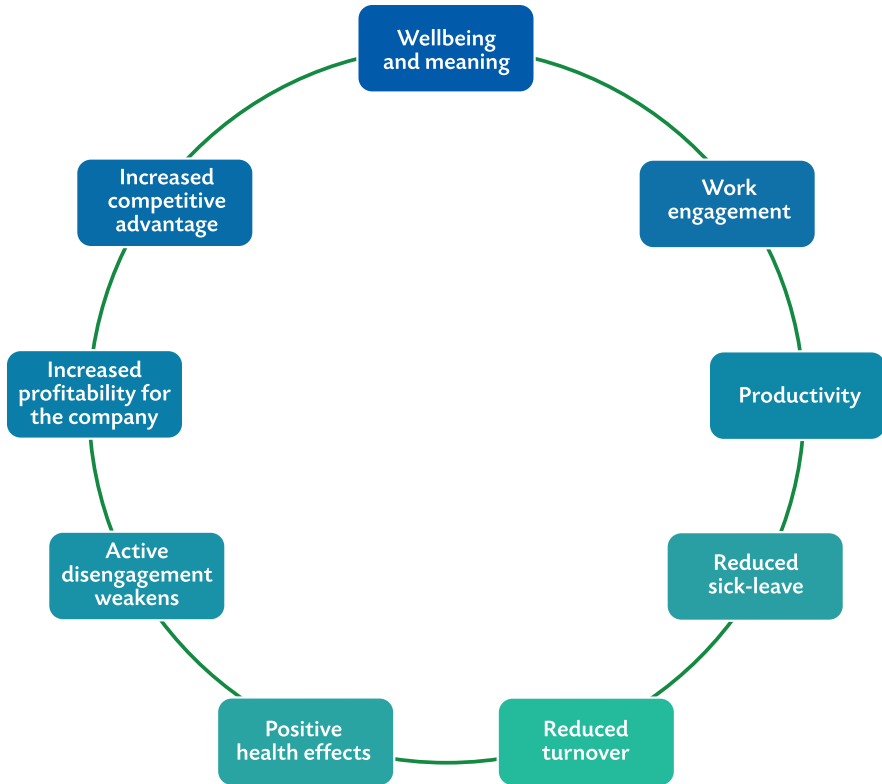 Wellbeing
and meaning
Work
engagement
Productivity
Reduced
sick-leave
Reduced
turnover
Positive
health effects
Active
disengagement
weakens
Increased
profitability for
the company
Increased
competitive
advantage